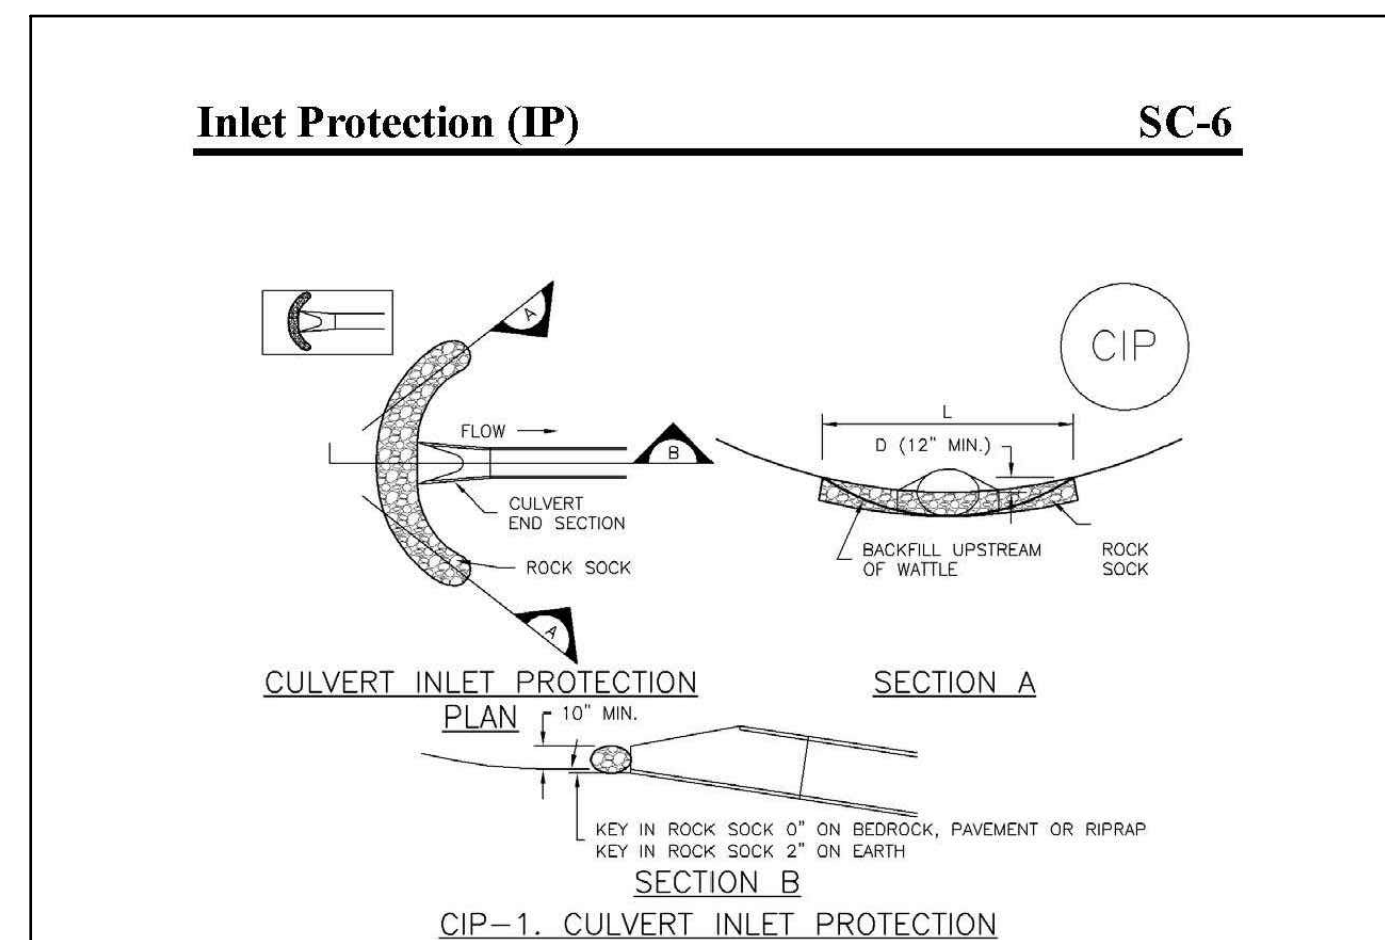 Inlet Protection (IP)
SC-6
A
CIP
L
FLOW
B
D (12" MIN.)
CULVERT
END SECTION
BACKFILL UPSTREAM
OF WATTLE
ROCK
SOCK
ROCK SOCK
A
CULVERT INLET PROTECTION
PLAN
SECTION A
10" MIN.
KEY IN ROCK SOCK 0" ON BEDROCK, PAVEMENT OR RIPRAP
KEY IN ROCK SOCK 2" ON EARTH
SECTION B
CIP-1. CULVERT INLET PROTECTION